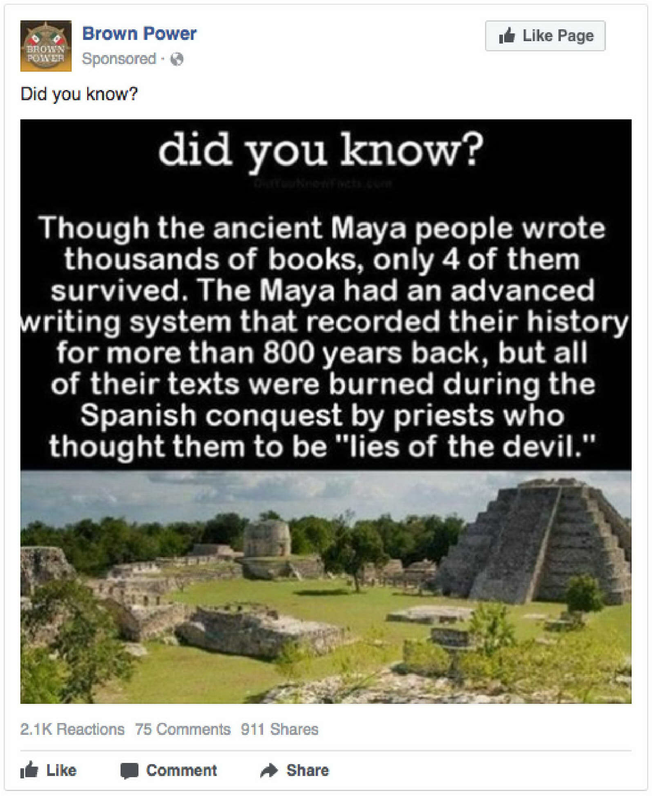 Brown Power
Like Page
Sponsored ·
BROWN
POWER
Did you know?
did you know?
DidYouKnowFacts.com
Though the ancient Maya people wrote
thousands of books, only 4 of them
survived. The Maya had an advanced
writing system that recorded their history
for more than 800 years back, but all
of their texts were burned during the
Spanish conquest by priests who
thought them to be "lies of the devil."
2.1K Reactions 75 Comments 911 Shares
Like Comment Share